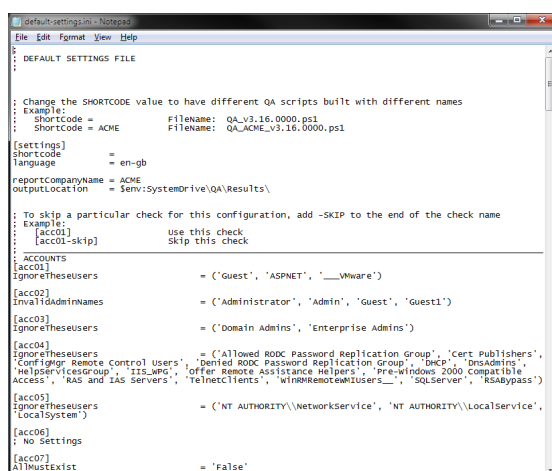 default-settings.ini - Notepad
File Edit Format View Help
;
; DEFAULT SETTINGS FILE
;
; Change the SHORTCODE value to have different QA scripts built with different names
; Example:
;   ShortCode =           FileName:  QA_v3.16.0000.ps1
;   ShortCode = ACME      FileName:  QA_ACME_v3.16.0000.ps1
[settings]
shortcode         =
language          = en-gb
reportCompanyName = ACME
outputLocation    = $env:SystemDrive\QA\Results\
; To skip a particular check for this configuration, add -SKIP to the end of the check name
; Example:
;   [acc01]               Use this check
;   [acc01-skip]          Skip this check
; ACCOUNTS
[acc01]
IgnoreTheseUsers                = ('Guest', 'ASPNET', '___VMware')
[acc02]
InvalidAdminNames               = ('Administrator', 'Admin', 'Guest', 'Guest1')
[acc03]
IgnoreTheseUsers                = ('Domain Admins', 'Enterprise Admins')
[acc04]
IgnoreTheseUsers                = ('Allowed RODC Password Replication Group', 'Cert Publishers',
'ConfigMgr Remote Control Users', 'Denied RODC Password Replication Group', 'DHCP', 'DnsAdmins',
'HelpServicesGroup', 'IIS_WPG', 'Offer Remote Assistance Helpers', 'Pre-Windows 2000 Compatible
Access', 'RAS and IAS Servers', 'TelnetClients', 'WinRMRemoteWMIUsers__', 'SQLServer', 'RSABypass')
[acc05]
IgnoreTheseUsers                = ('NT AUTHORITY\\NetworkService', 'NT AUTHORITY\\LocalService',
'LocalSystem')
[acc06]
; No Settings
[acc07]
AllMustExist                    = 'False'